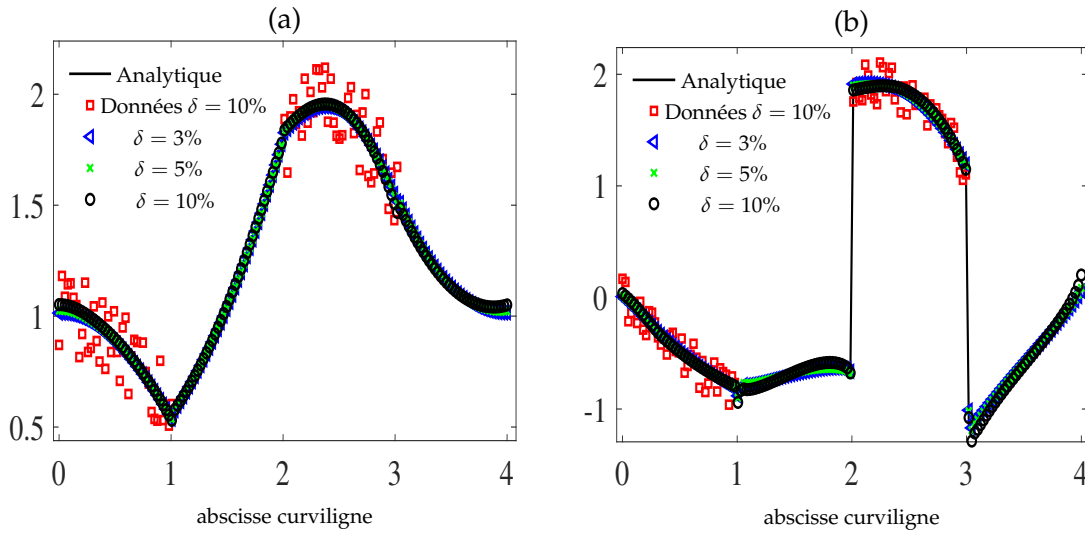 (a)
2
1.5
1
0.5
Analytique
Données δ = 10%
δ = 3%
δ = 5%
δ = 10%
0 1 2 3 4
abscisse curviligne
(b)
2
1
0
-1
Analytique
Données δ = 10%
δ = 3%
δ = 5%
δ = 10%
0 1 2 3 4
abscisse curviligne